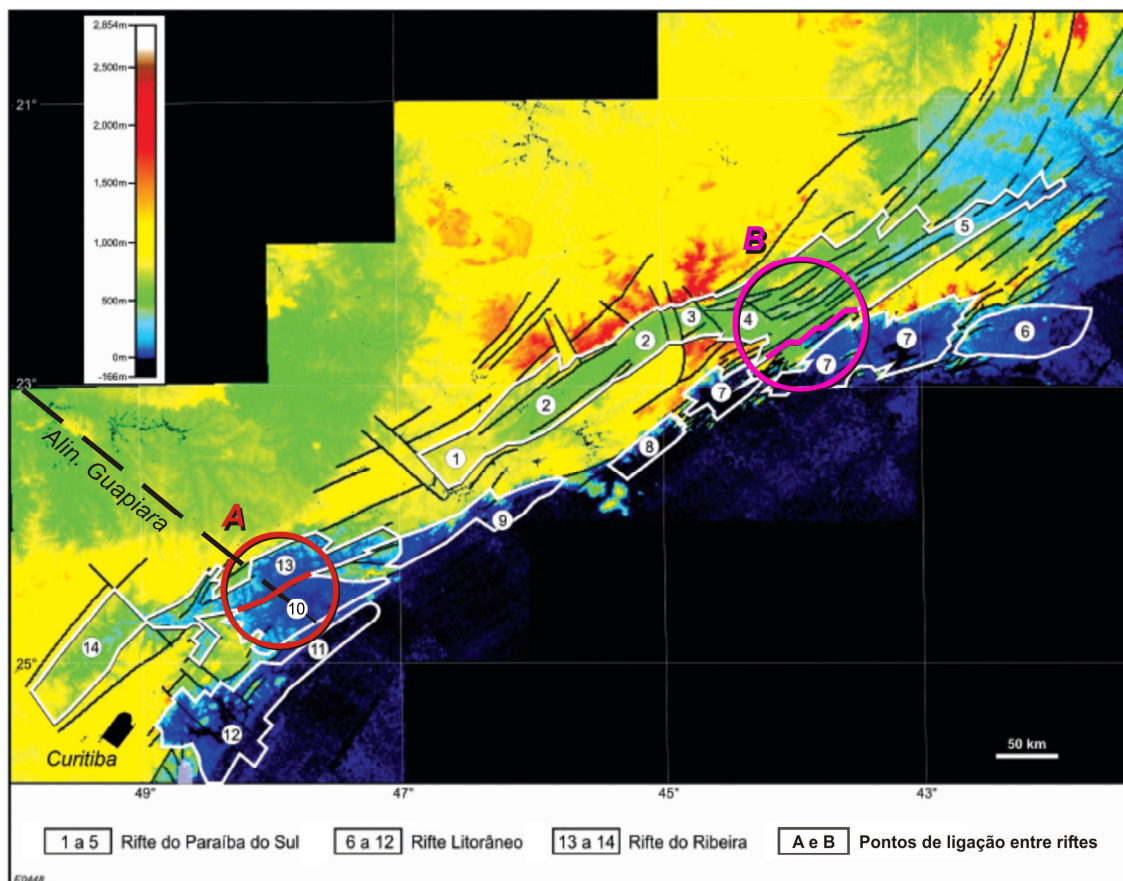 2,854m
2,500m
2,000m
1,500m
1,000m
500m
0m
-166m
21°
23°
25°
B
5
3
4
2
6
7
7
2
7
1
8
Alin. Guapiara
A
9
13
10
11
14
12
Curitiba
50 km
49°
47°
45°
43°
1 a 5 Rifte do Paraíba do Sul 6 a 12 Rifte Litorâneo 13 a 14 Rifte do Ribeira A e B Pontos de ligação entre riftes
F0448